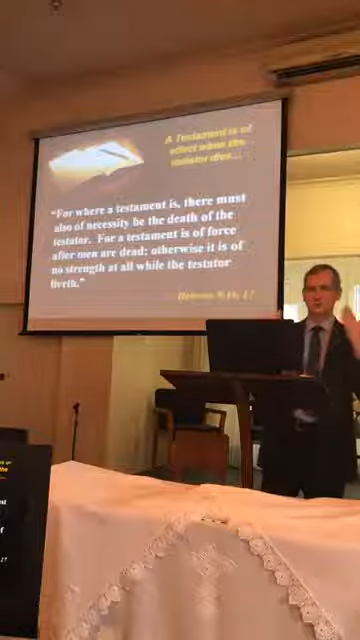 A Testament is of
effect when the
testator dies...
"For where a testament is, there must
also of necessity be the death of the
testator. For a testament is of force
after men are dead; otherwise it is of
no strength at all while the testator
liveth."
Hebrews 9:16, 17